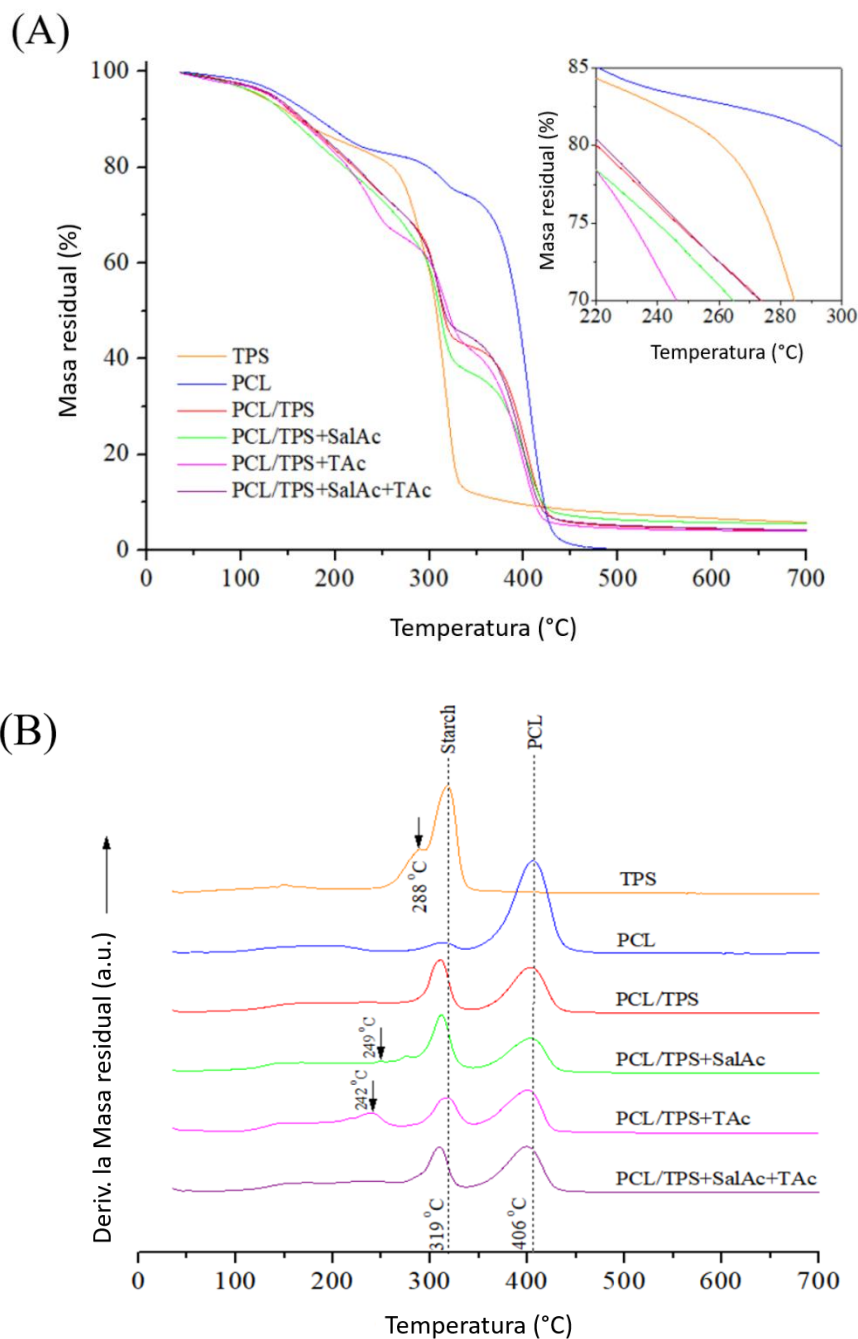 (A)
100
80
60
40
20
0
Masa residual (%)
0 100 200 300 400 500 600 700
Temperatura (°C)
TPS
PCL
PCL/TPS
PCL/TPS+SalAc
PCL/TPS+TAc
PCL/TPS+SalAc+TAc
85
80
75
70
Masa residual (%)
220 240 260 280 300
Temperatura (°C)
(B)
Starch
PCL
288 °C
249 °C
242 °C
319 °C
406 °C
TPS
PCL
PCL/TPS
PCL/TPS+SalAc
PCL/TPS+TAc
PCL/TPS+SalAc+TAc
Deriv. la Masa residual (a.u.)
0 100 200 300 400 500 600 700
Temperatura (°C)